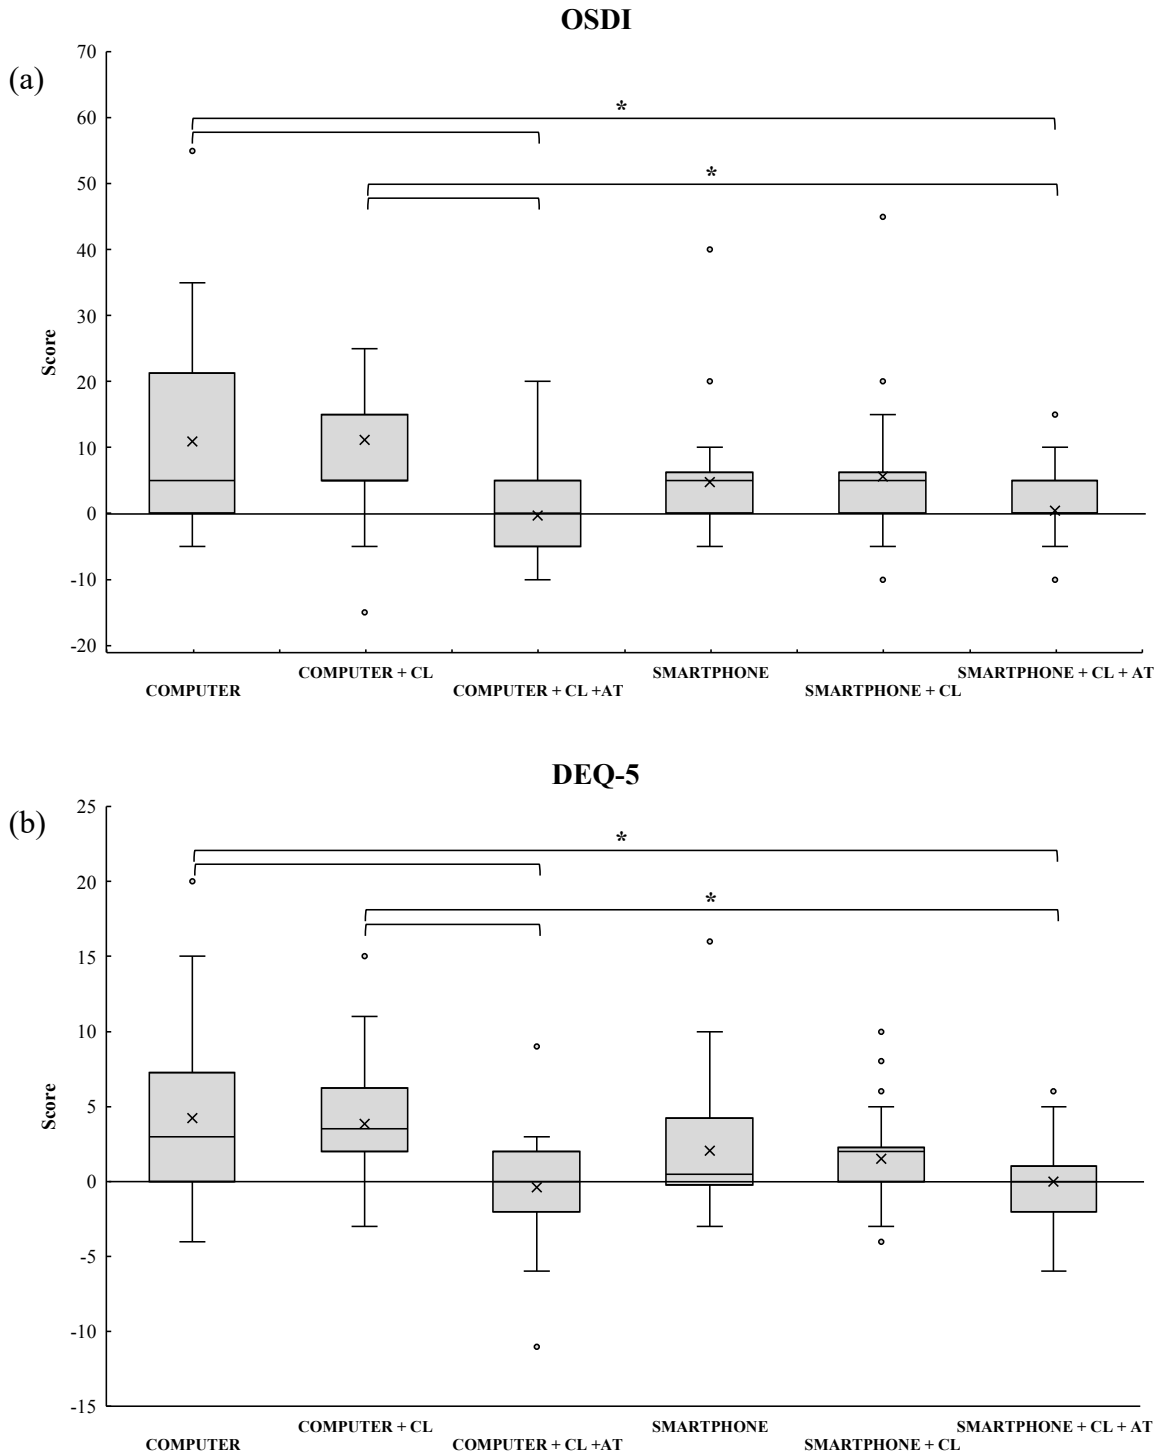 OSDI
(a)
70
60
50
40
30
20
10
0
-10
-20
Score
*
*
COMPUTER
COMPUTER + CL
COMPUTER + CL +AT
SMARTPHONE
SMARTPHONE + CL
SMARTPHONE + CL + AT
DEQ-5
(b)
25
20
15
10
5
0
-5
-10
-15
Score
*
*
COMPUTER
COMPUTER + CL
COMPUTER + CL +AT
SMARTPHONE
SMARTPHONE + CL
SMARTPHONE + CL + AT